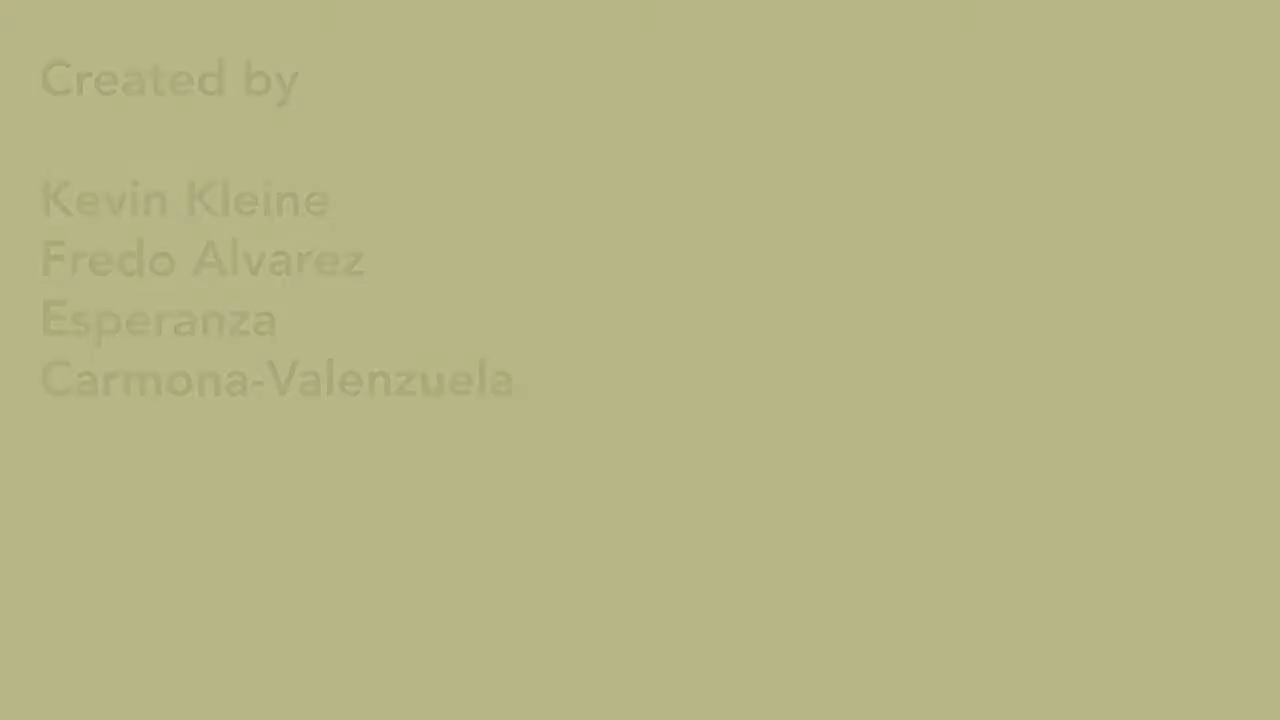 Created by
Kevin Kleine
Fredo Alvarez
Esperanza
Carmona-Valenzuela